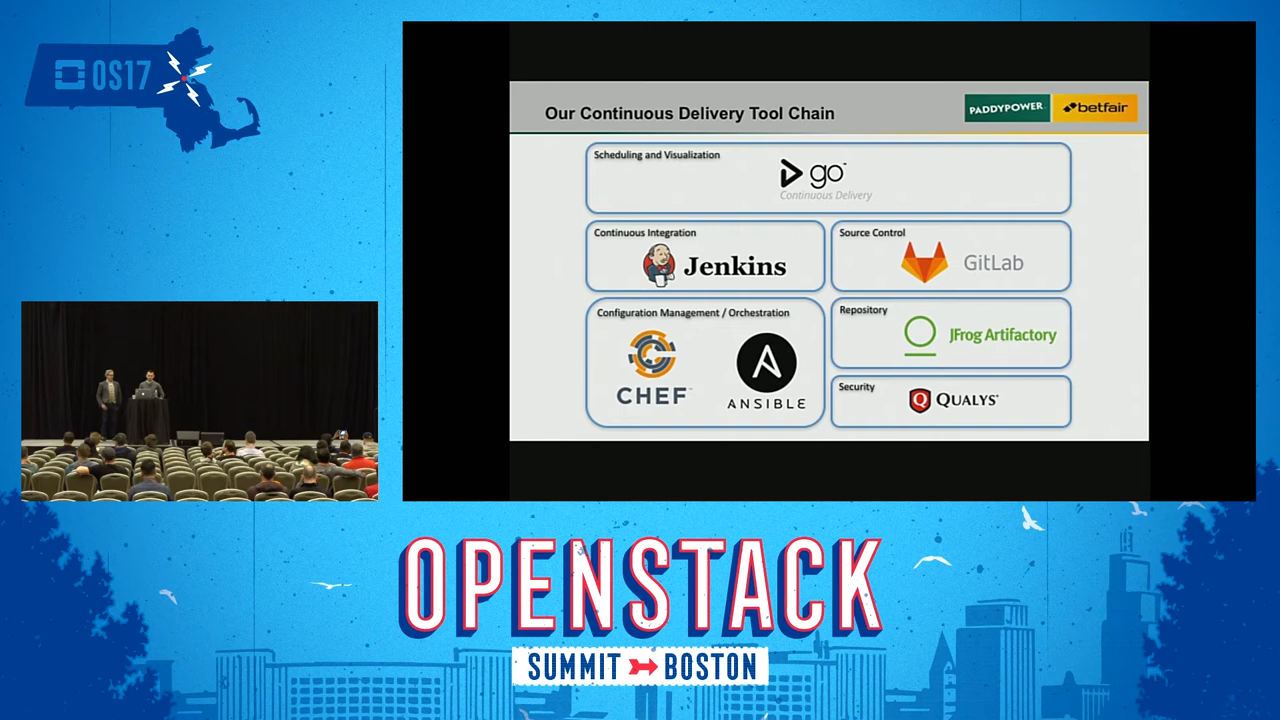 OS17
Our Continuous Delivery Tool Chain
PADDYPOWER.
betfair
Scheduling and Visualization
go
Continuous Delivery
Continuous Integration
Jenkins
Source Control
GitLab
Configuration Management / Orchestration
CHEF
ANSIBLE
Repository
JFrog Artifactory
Security
QUALYS
OPENSTACK
SUMMIT BOSTON